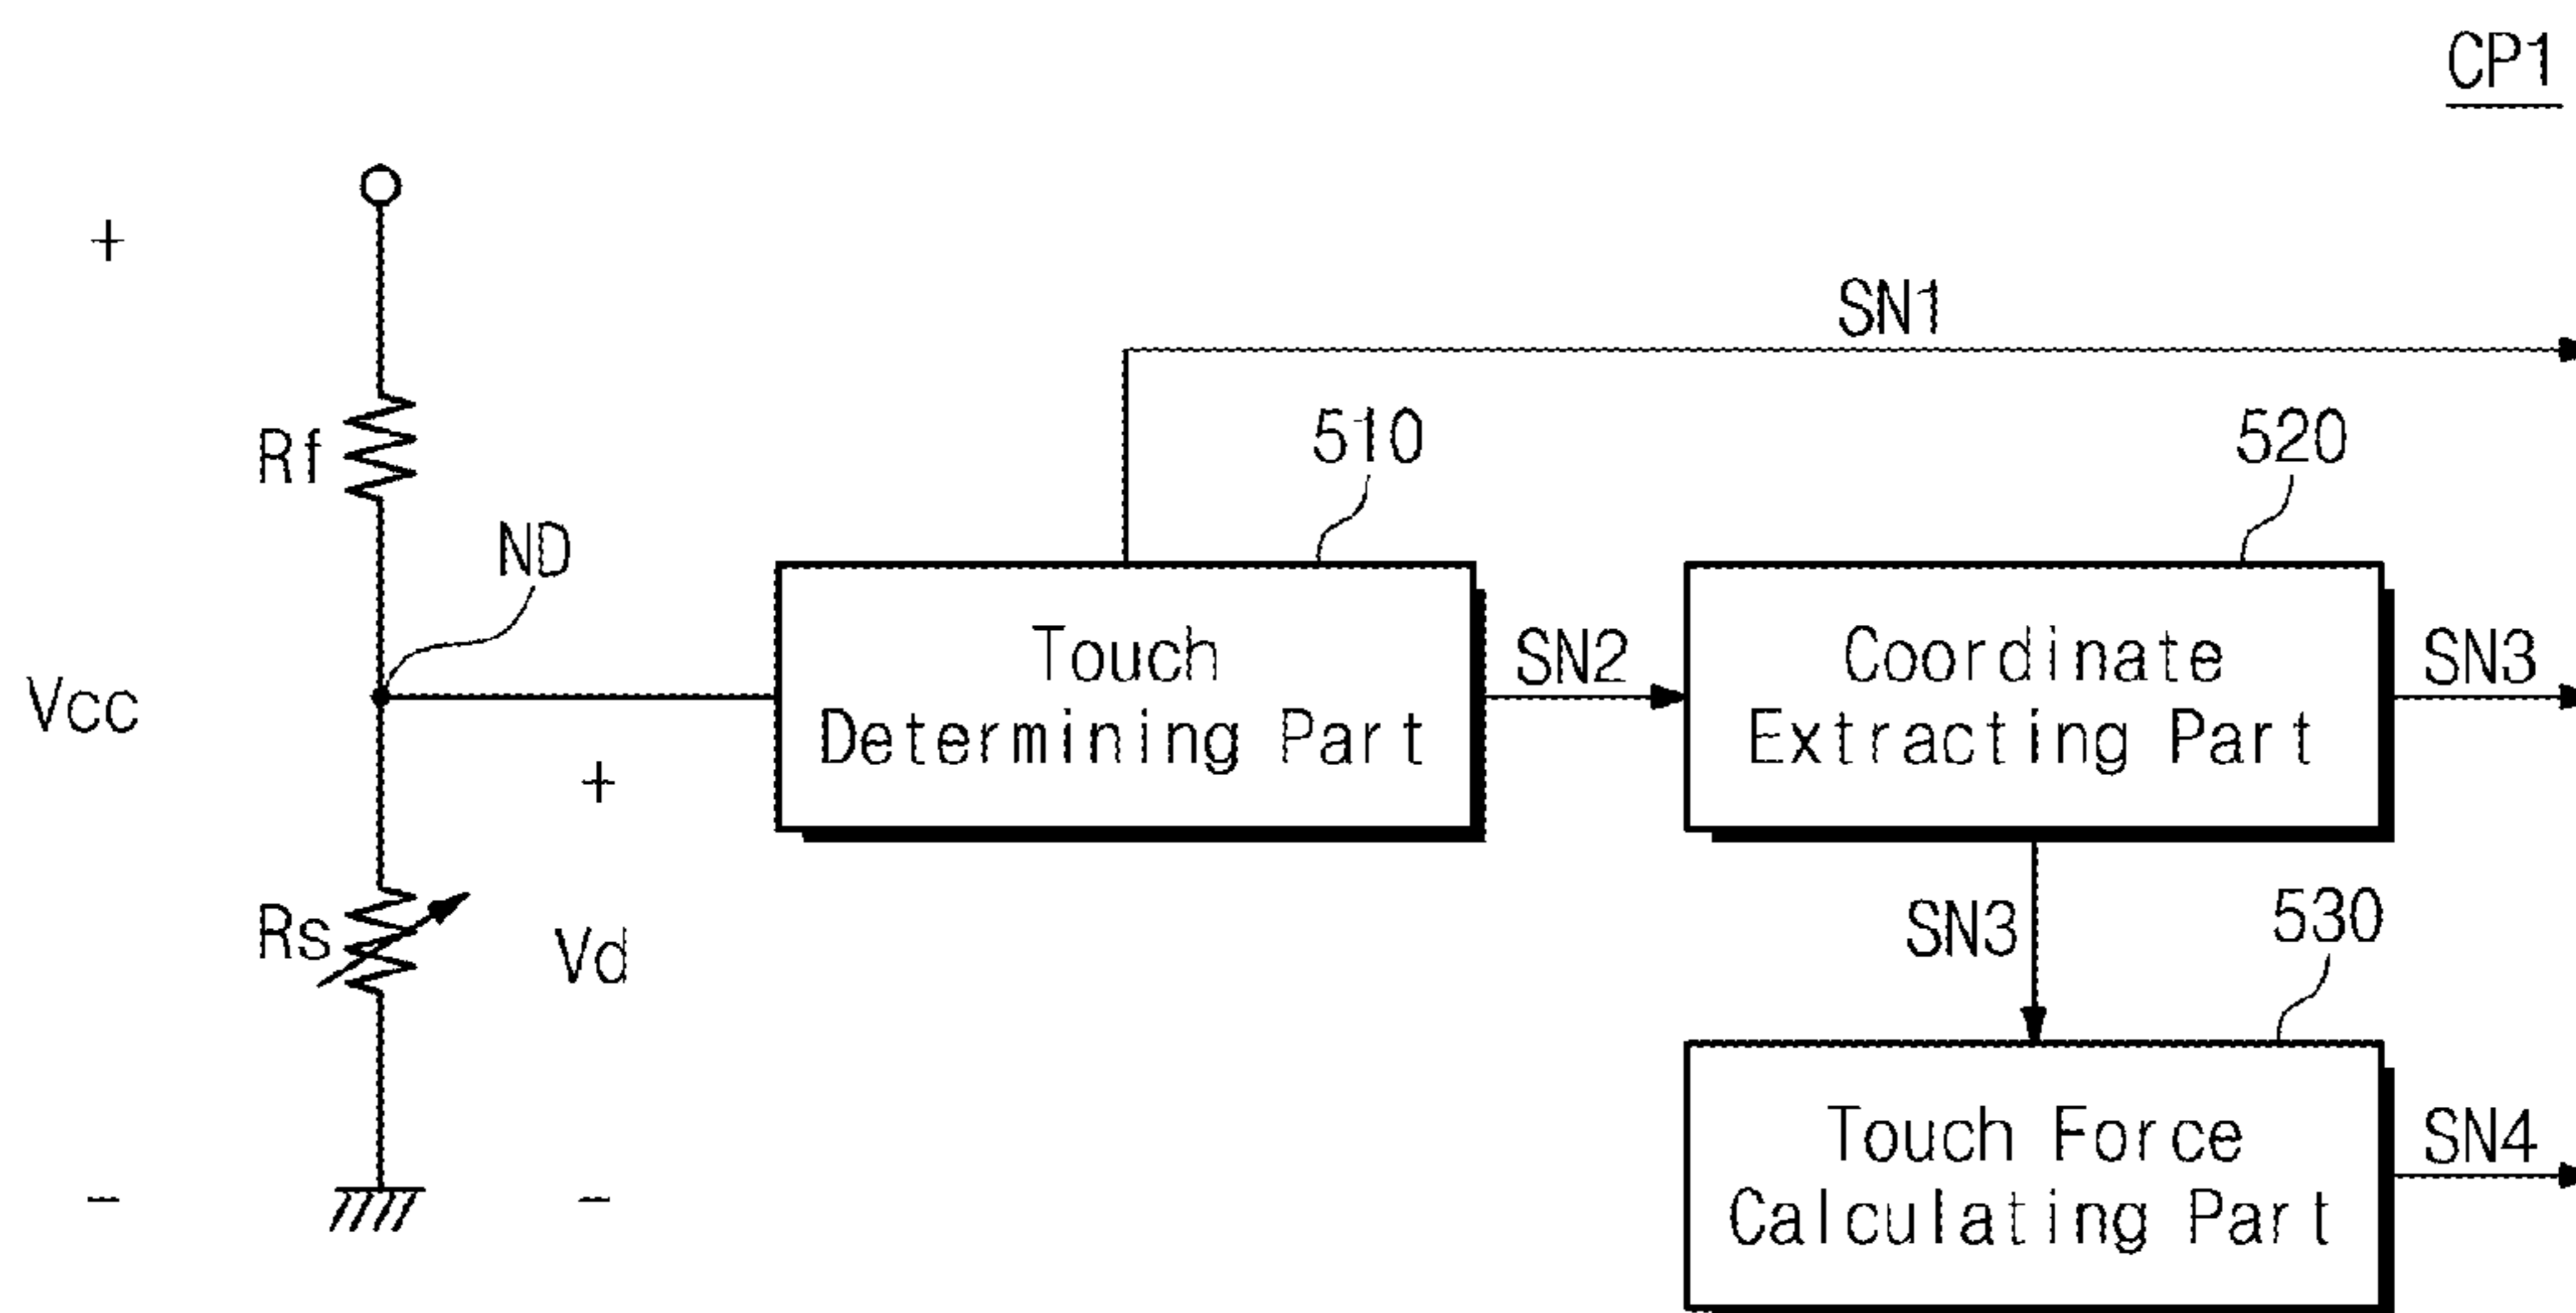 CP1
+
SN1
Rf
510
520
ND
Vcc
Touch
Determining Part
SN2
Coordinate
Extracting Part
SN3
+
Rs
Vd
SN3
530
Touch Force
Calculating Part
SN4
-
-